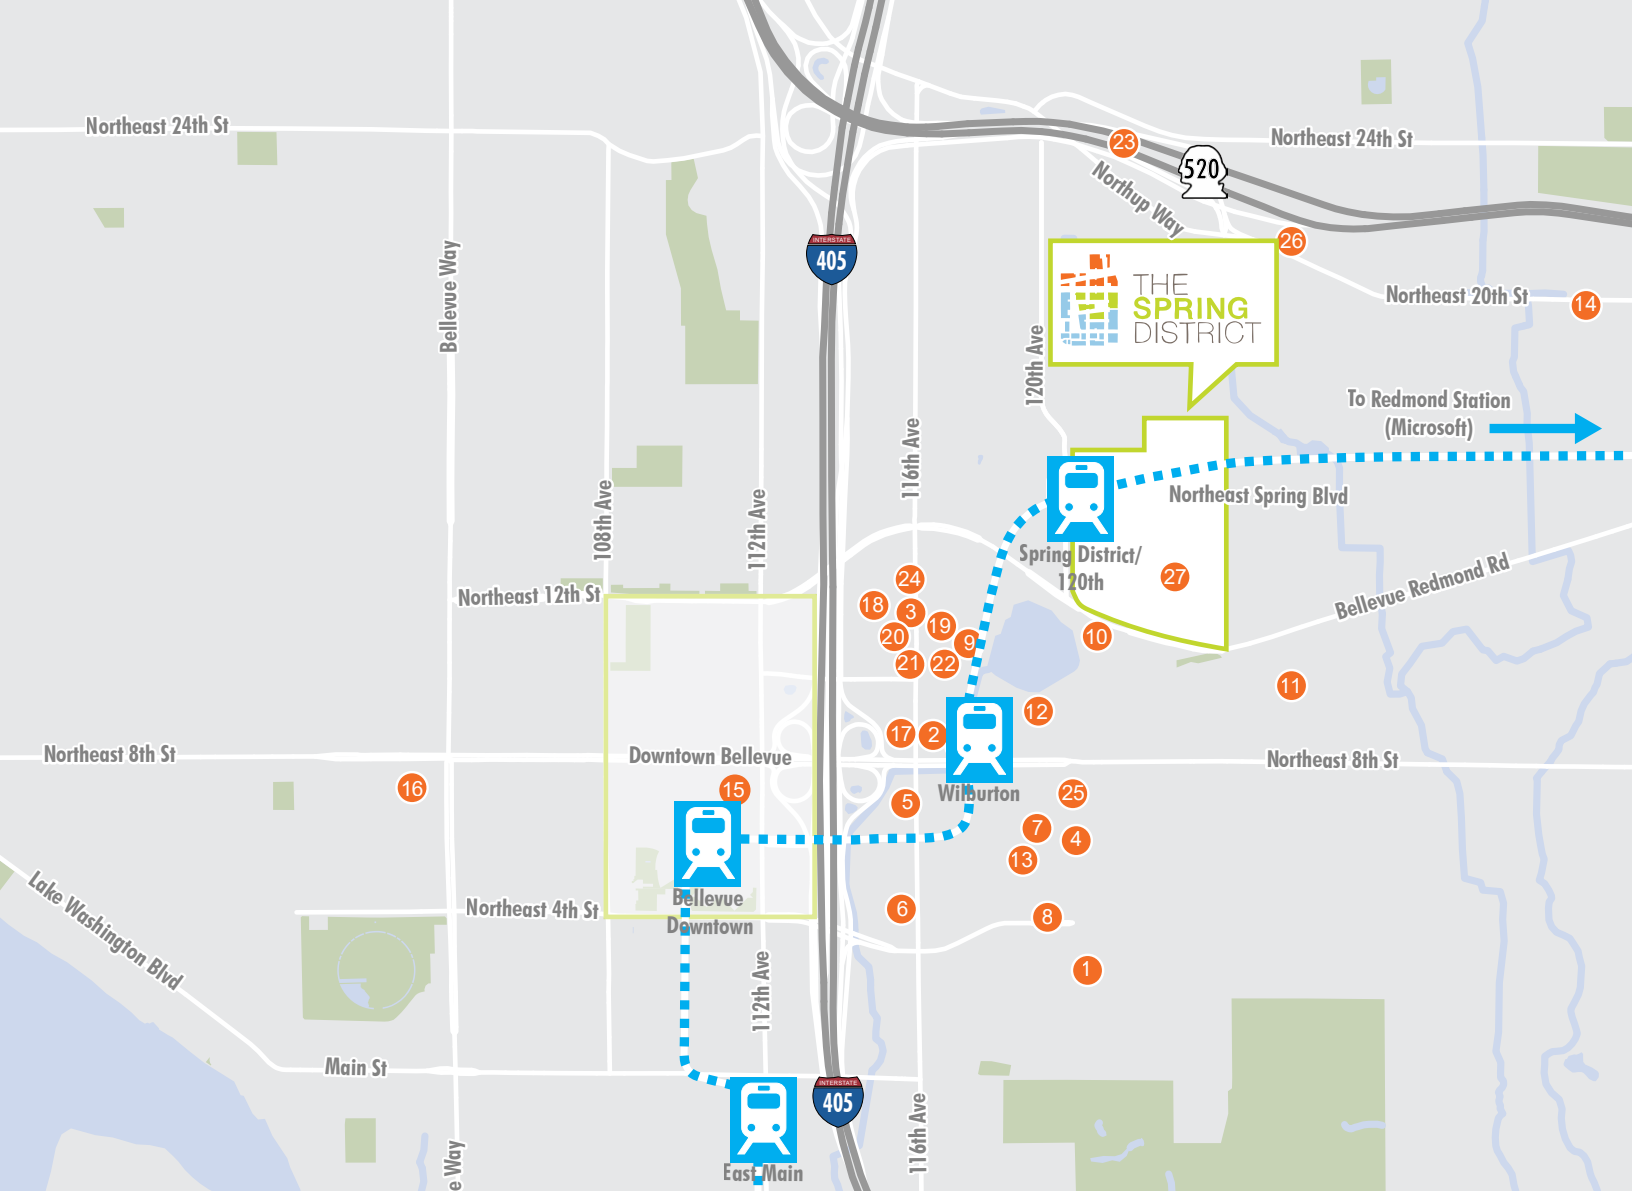 Northeast 24th St
23
Northeast 24th St
520
Northup Way
INTERSTATE
405
26
Bellevue Way
THE
SPRING
DISTRICT
Northeast 20th St
14
120th Ave
To Redmond Station
(Microsoft)
116th Ave
108th Ave
112th Ave
Northeast Spring Blvd
Spring District/
120th
27
Bellevue Redmond Rd
Northeast 12th St
24
18
3
19
20
9
10
21
22
11
12
17
2
Northeast 8th St
Downtown Bellevue
Northeast 8th St
16
15
Wilburton
25
5
7
4
13
Lake Washington Blvd
Bellevue
Downtown
Northeast 4th St
6
8
1
112th Ave
Main St
INTERSTATE
405
116th Ave
e Way
East Main